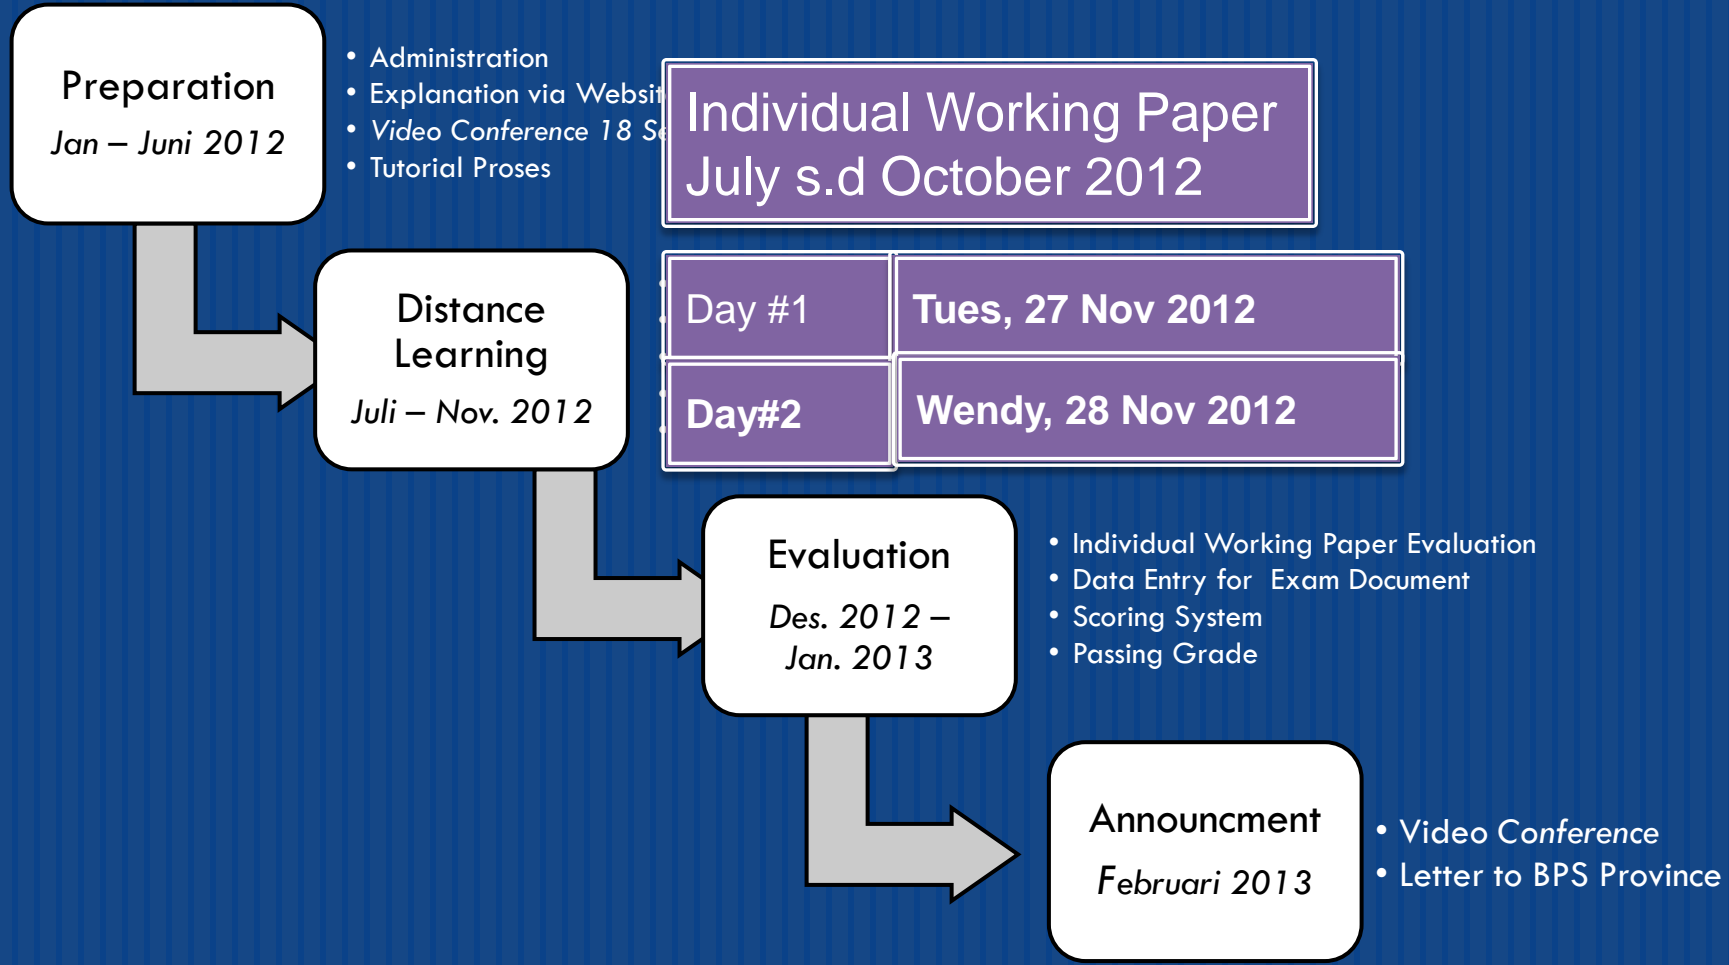 Preparation
Jan – Juni 2012
• Administration
• Explanation via
• Video Conference 18
• Tutorial Proses
Individual Working Paper
July s.d October 2012
Distance
Learning
Juli – Nov. 2012
Day #1
Tues, 27 Nov 2012
Day#2
Wendy, 28 Nov 2012
Evaluation
Des. 2012 –
Jan. 2013
• Individual Working Paper Evaluation
• Data Entry for  Exam Document
• Scoring System
• Passing Grade
Announcment
Februari 2013
• Video Conference
• Letter to BPS Province